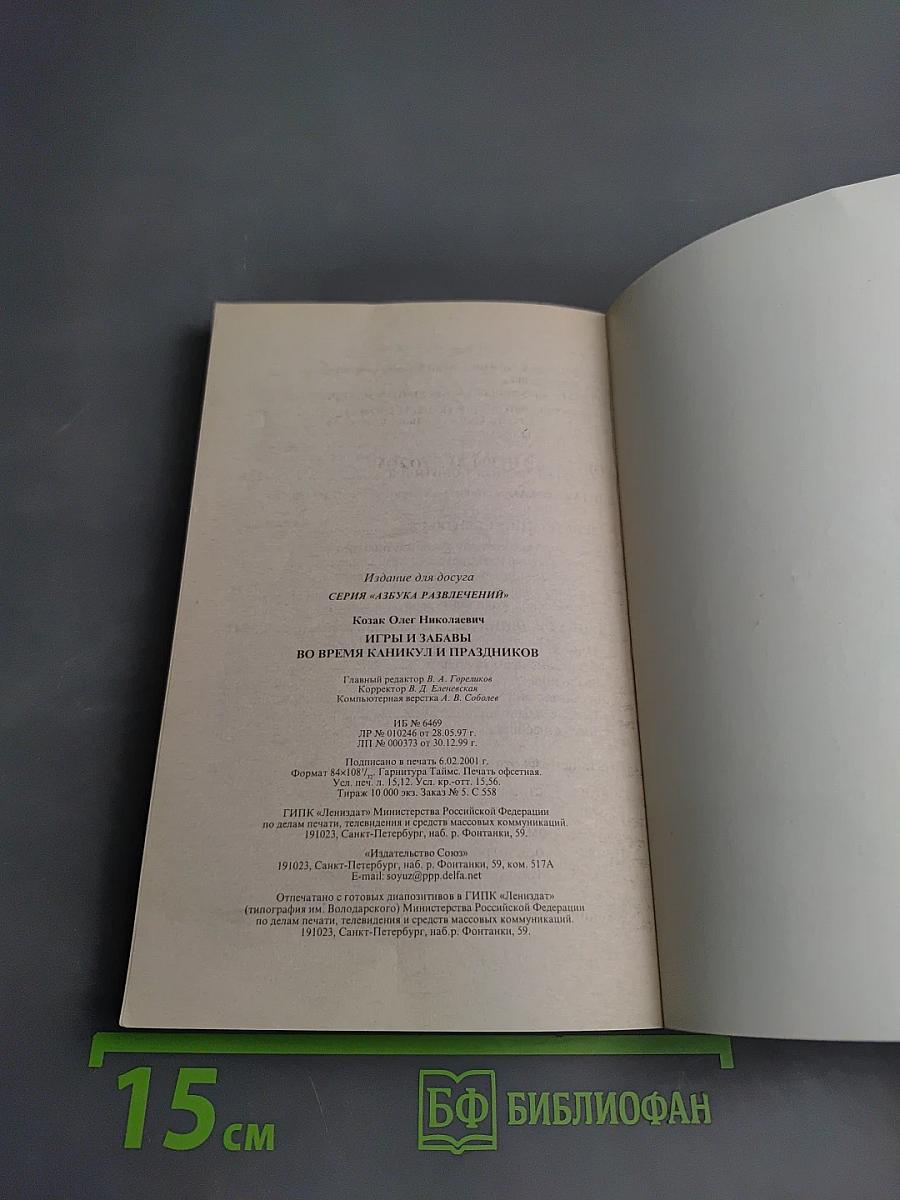 Издание для досуга
СЕРИЯ «АЗБУКА РАЗВЛЕЧЕНИЙ»
Козак Олег Николаевич
ИГРЫ И ЗАБАВЫ
ВО ВРЕМЯ КАНИКУЛ И ПРАЗДНИКОВ
Главный редактор В. А. Гореликов
Корректор В. Д. Еленевская
Компьютерная верстка А. В. Соболев
ИБ № 6469
ЛР № 010246 от 28.05.97 г.
ЛП № 000373 от 30.12.99 г.
Подписано в печать 6.02.2001 г.
Формат 84×108¹/₃₂. Гарнитура Таймс. Печать офсетная.
Усл. печ. л. 15,12. Усл. кр.-отт. 15,56.
Тираж 10 000 экз. Заказ № 5. С 558
ГИПК «Лениздат» Министерства Российской Федерации
по делам печати, телевидения и средств массовых коммуникаций.
191023, Санкт-Петербург, наб. р. Фонтанки, 59.
«Издательство Союз»
191023, Санкт-Петербург, наб. р. Фонтанки, 59, ком. 517А
E-mail: soyuz@ppp.delfa.net
Отпечатано с готовых диапозитивов в ГИПК «Лениздат»
(типография им. Володарского) Министерства Российской Федерации
по делам печати, телевидения и средств массовых коммуникаций.
191023, Санкт-Петербург, наб.р. Фонтанки, 59.
15 см
БФ БИБЛИОФАН